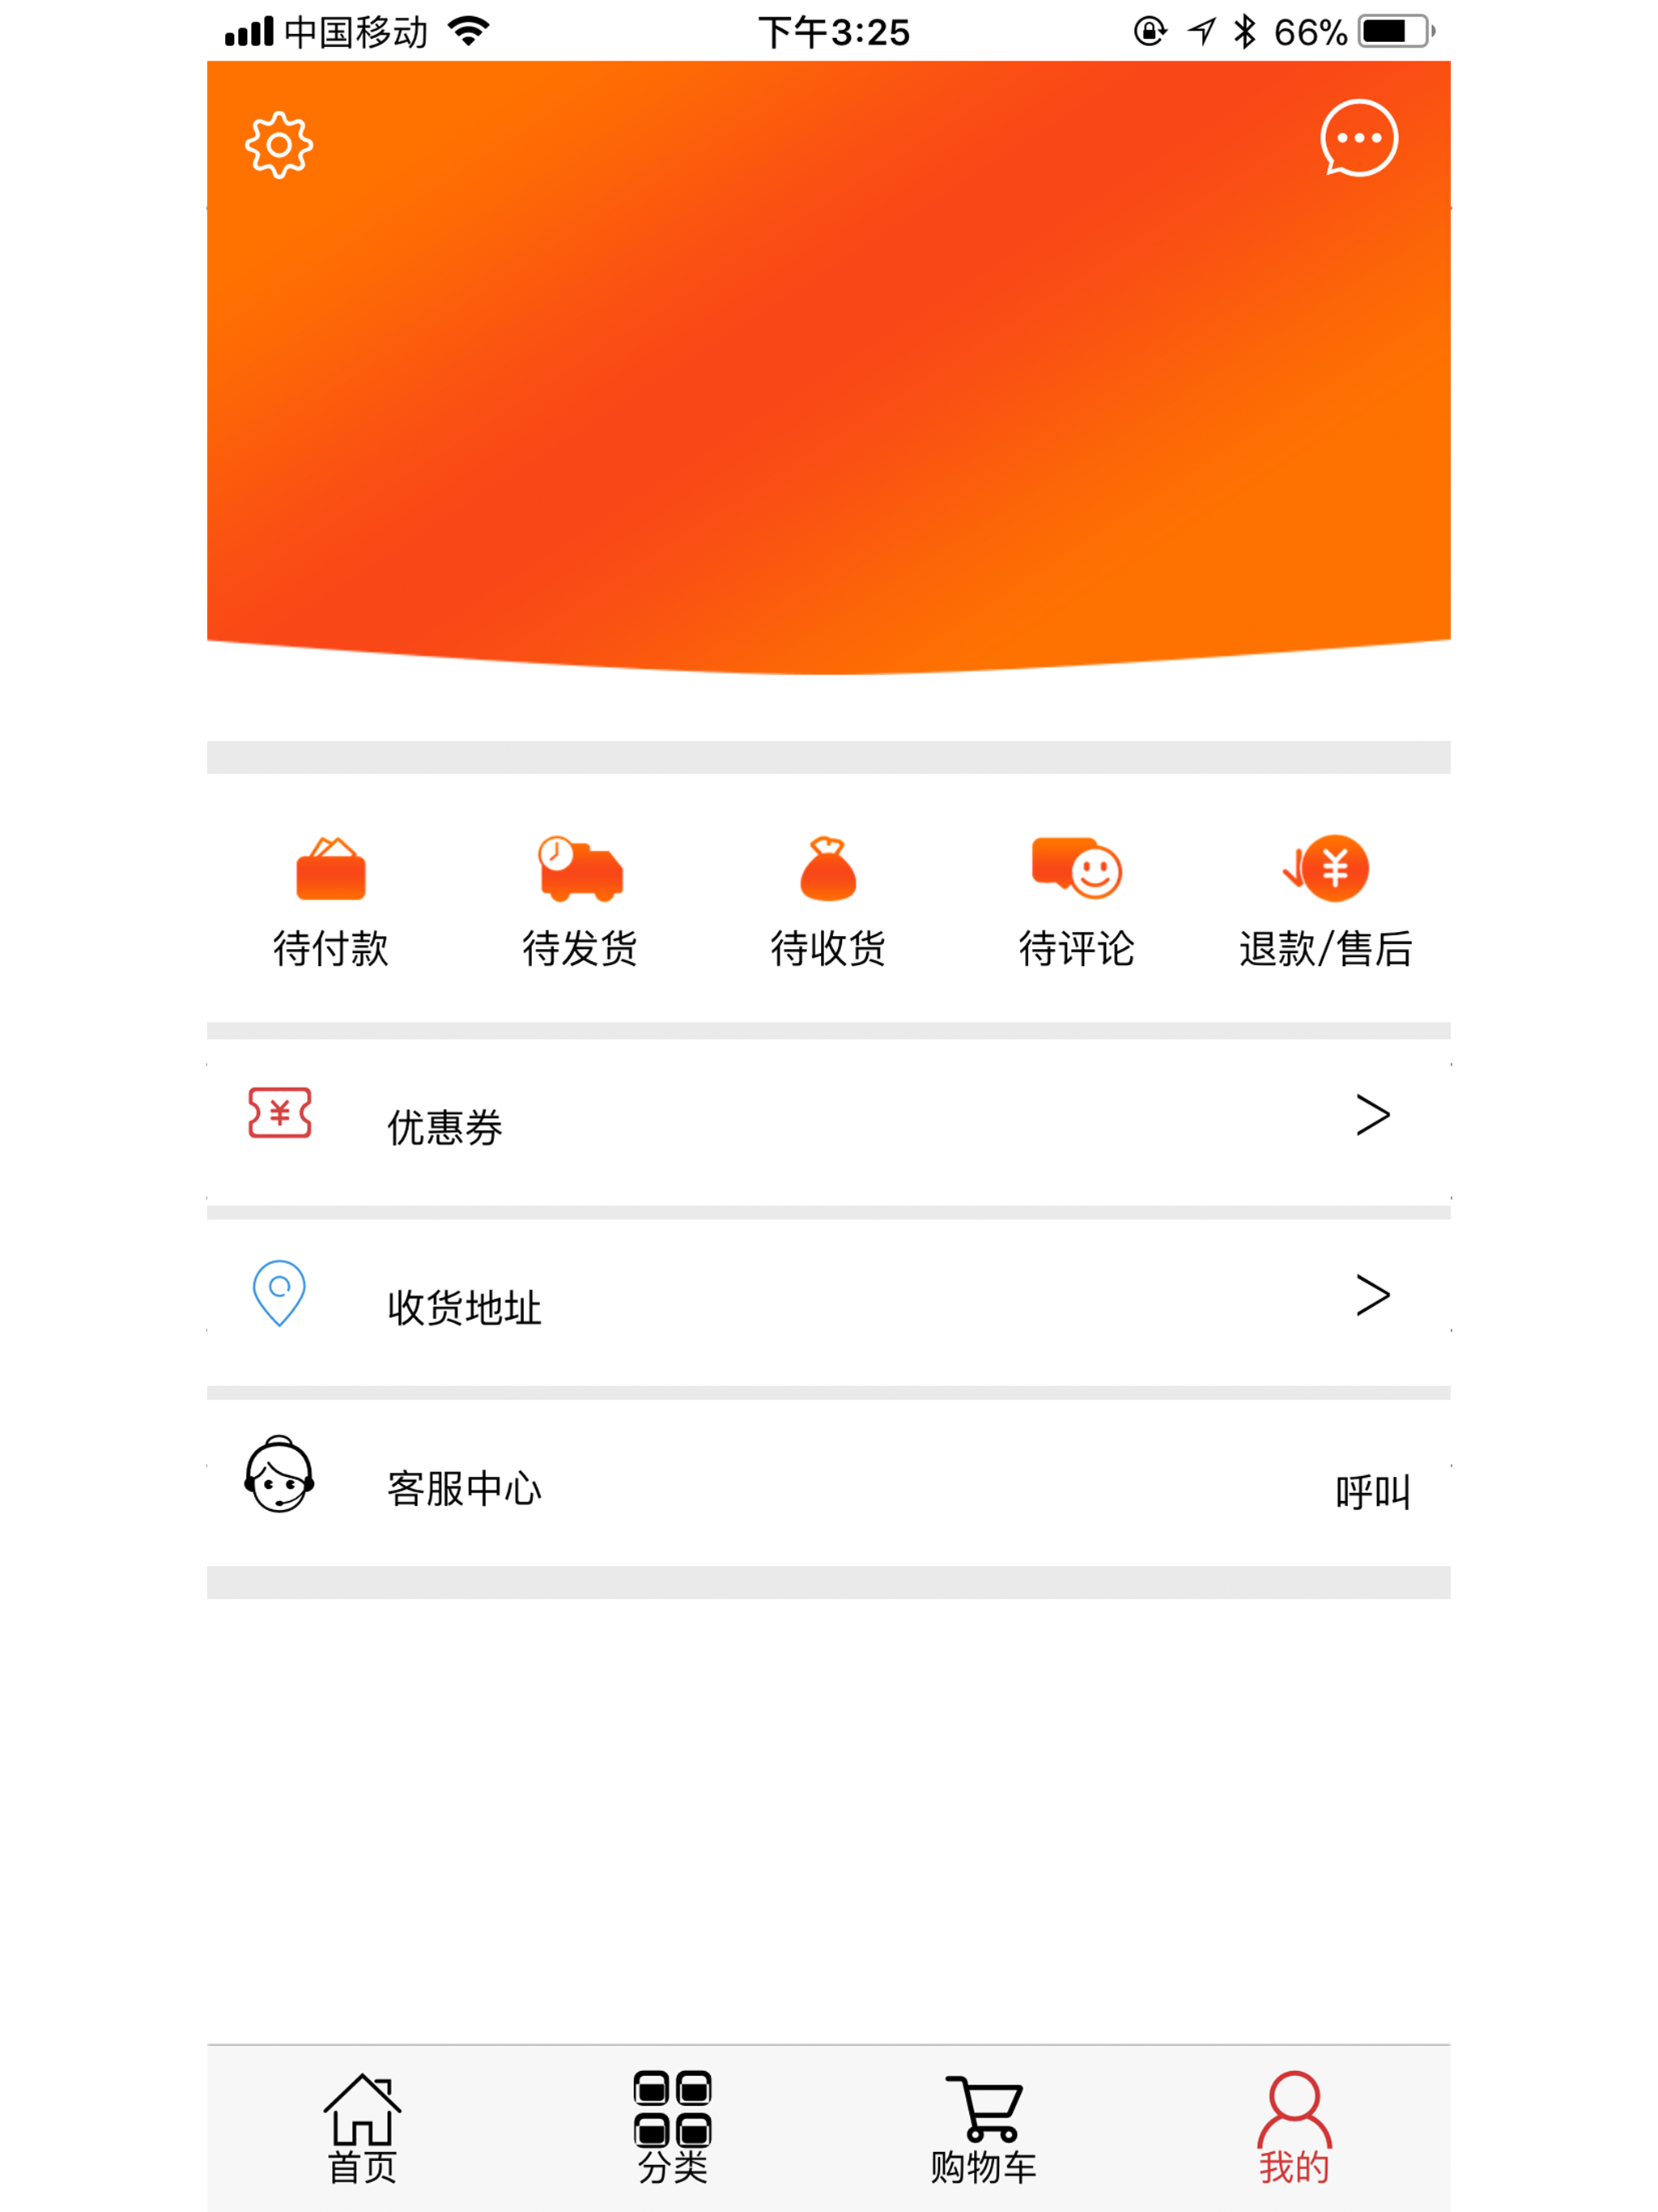 中国移动 下午3:25 66%
待付款 待发货 待收货 待评论 退款/售后
优惠券
收货地址
客服中心 呼叫
首页 分类 购物车 我的